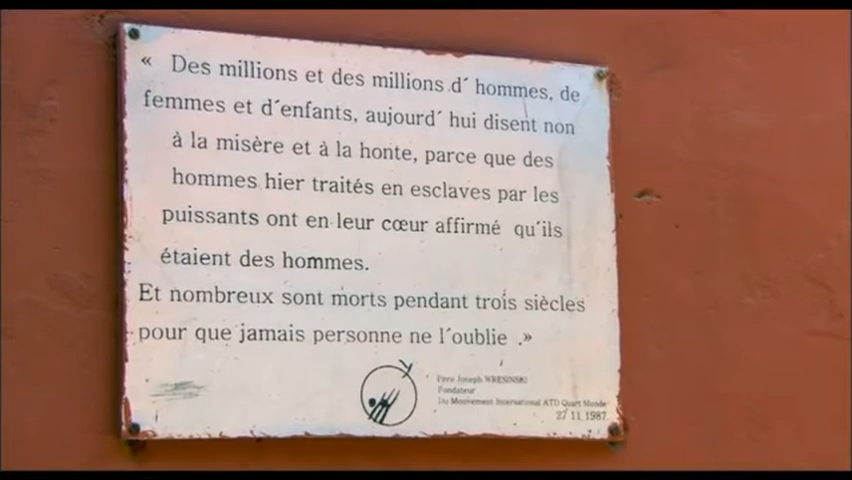 « Des millions et des millions d´ hommes, de
femmes et d´enfants, aujourd´ hui disent non
à la misère et à la honte, parce que des
hommes hier traités en esclaves par les
puissants ont en leur cœur affirmé qu´ils
étaient des hommes.
Et nombreux sont morts pendant trois siècles
pour que jamais personne ne l´oublie .»
Père Joseph WRESINSKI
Fondateur
Du Mouvement International ATD Quart Monde
27 11 1987